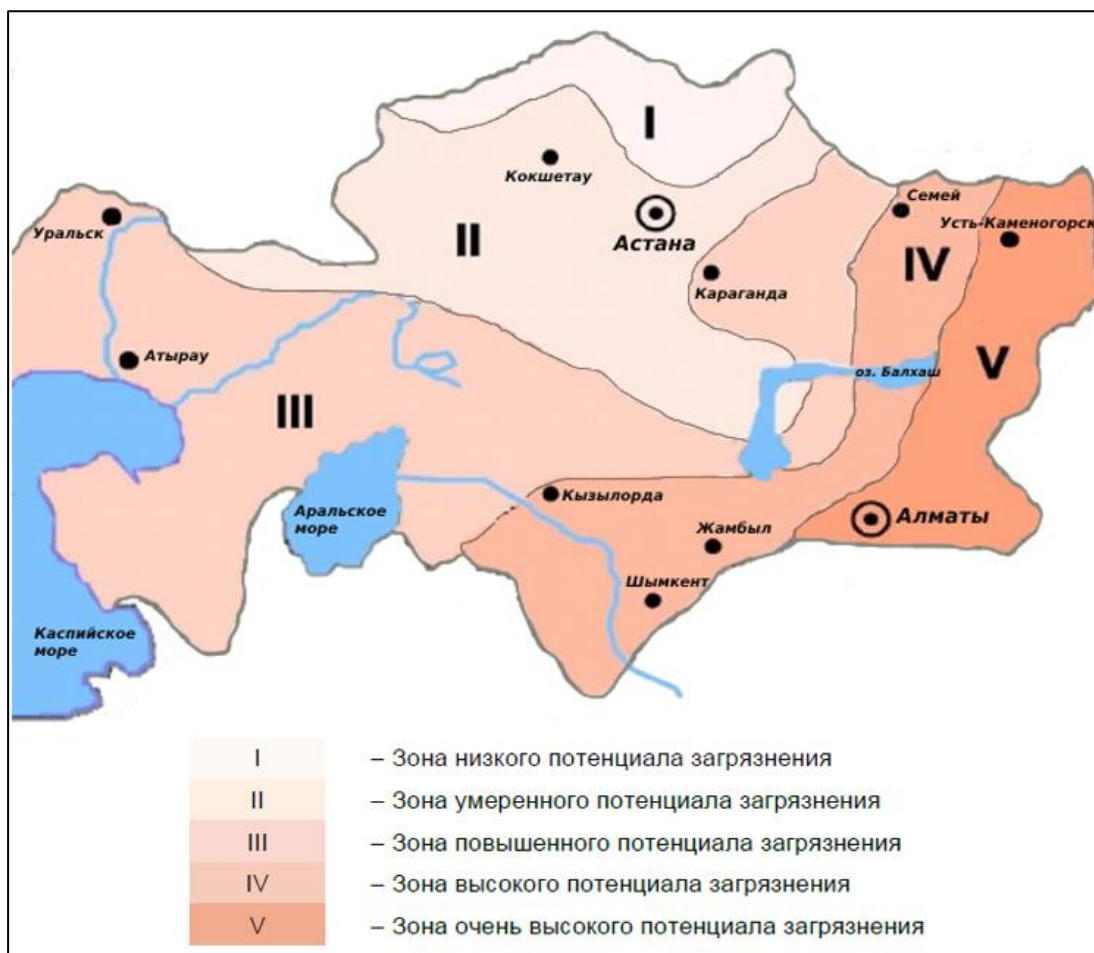 I
Кокшетау
Семей
Уральск
Усть-Каменогорск
II
Астана
IV
Караганда
Атырау
оз. Балхаш
V
III
Кызылорда
Аральское
море
Алматы
Жамбыл
Шымкент
Каспийское
море
I – Зона низкого потенциала загрязнения
II – Зона умеренного потенциала загрязнения
III – Зона повышенного потенциала загрязнения
IV – Зона высокого потенциала загрязнения
V – Зона очень высокого потенциала загрязнения